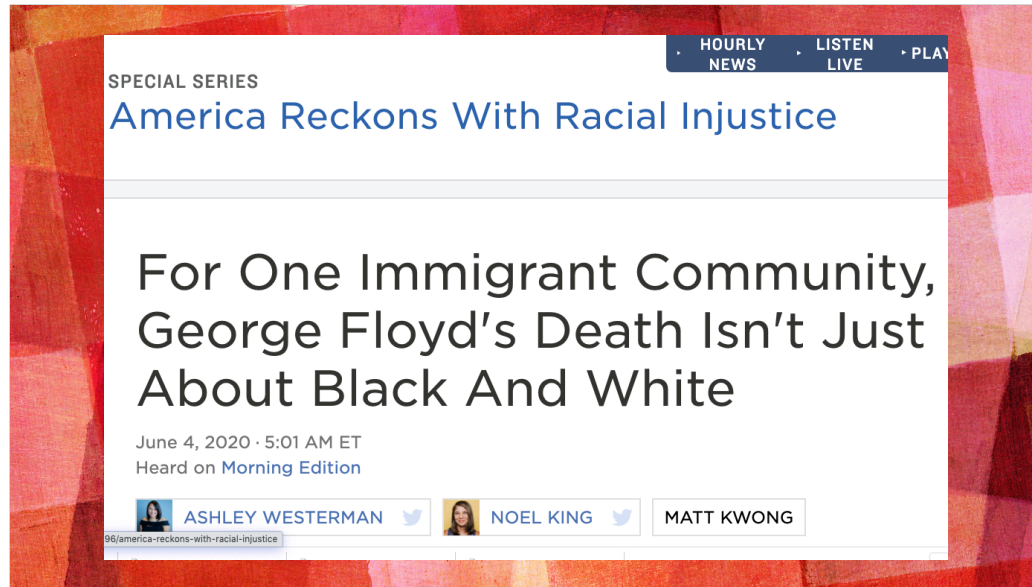 HOURLY NEWS
LISTEN LIVE
SPECIAL SERIES
America Reckons With Racial Injustice
For One Immigrant Community,
George Floyd's Death Isn't Just
About Black And White
June 4, 2020 · 5:01 AM ET
Heard on Morning Edition
ASHLEY WESTERMAN
NOEL KING
MATT KWONG
96/america-reckons-with-racial-injustice